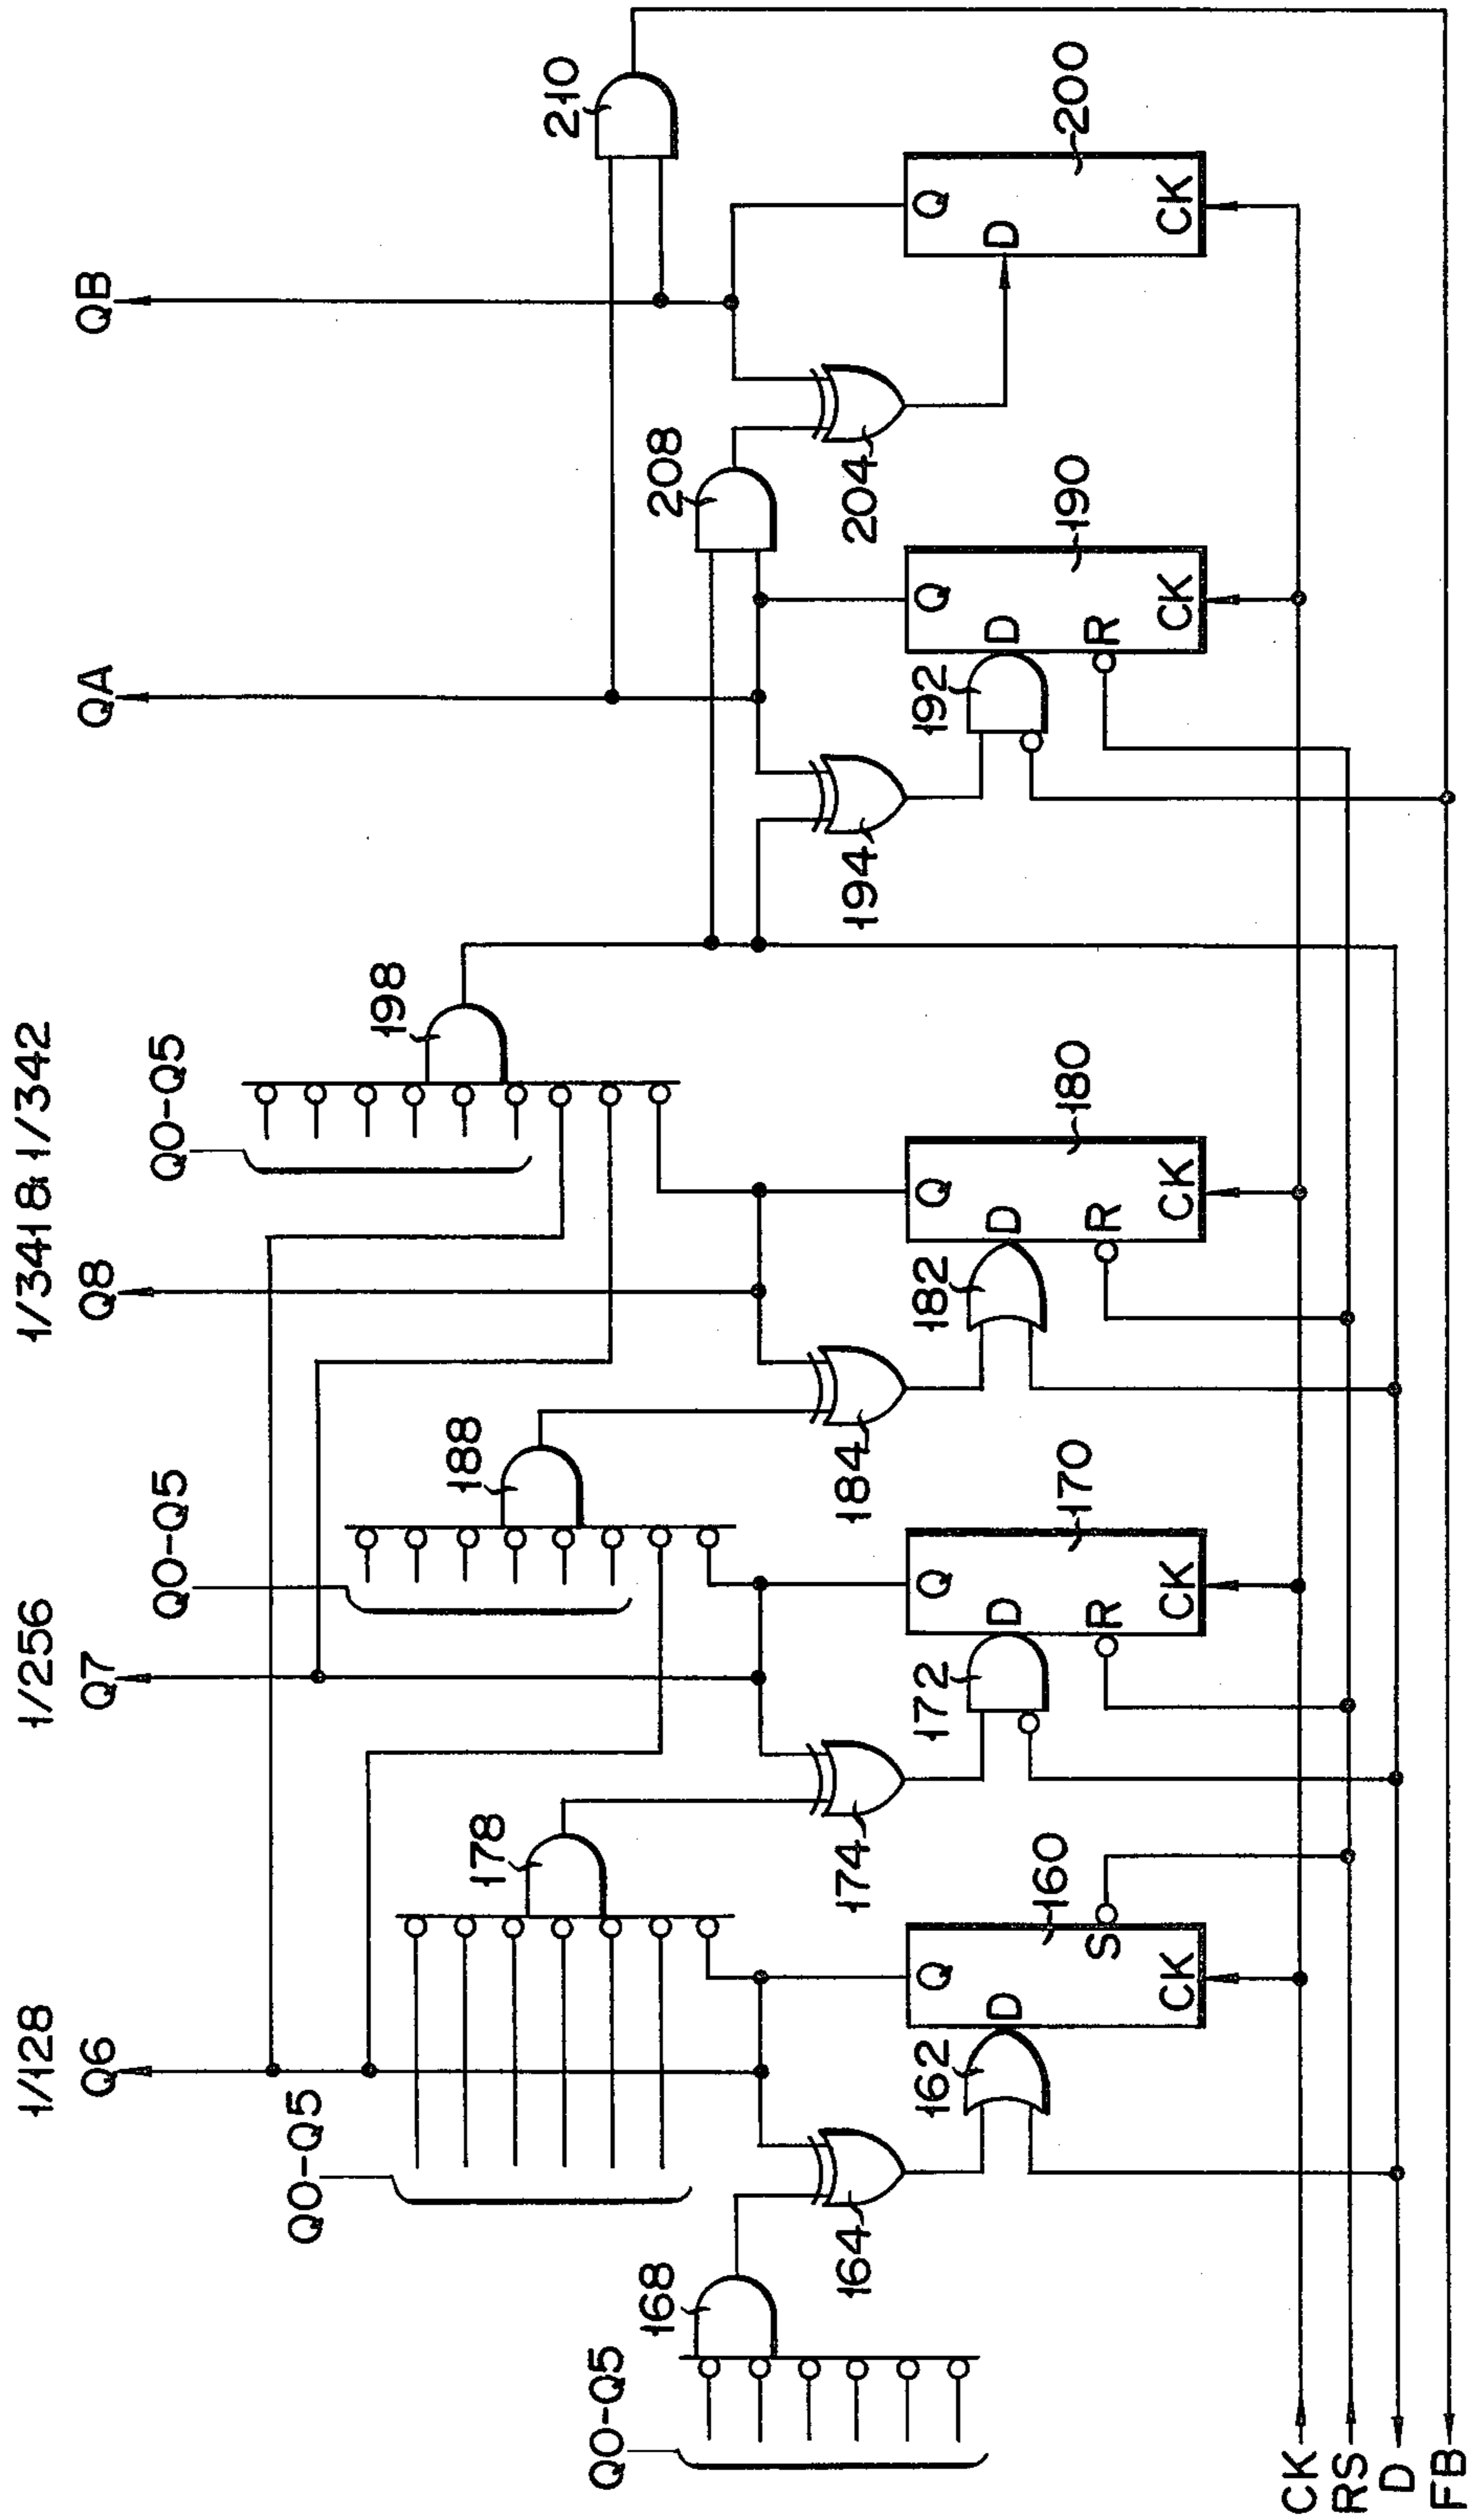 1/128 1/256 1/341&1/342
Q6 Q7 Q8 QA QB
Q0-Q5 Q0-Q5
Q0-Q5
198
188
178
210
Q0-Q5 168 208
164 174 184 194 204
162 Q 172 Q 182 Q 192 Q Q
D D D D D
160 170 180 190 200
S R R R
CK CK CK CK CK
CK
RS
D
FB